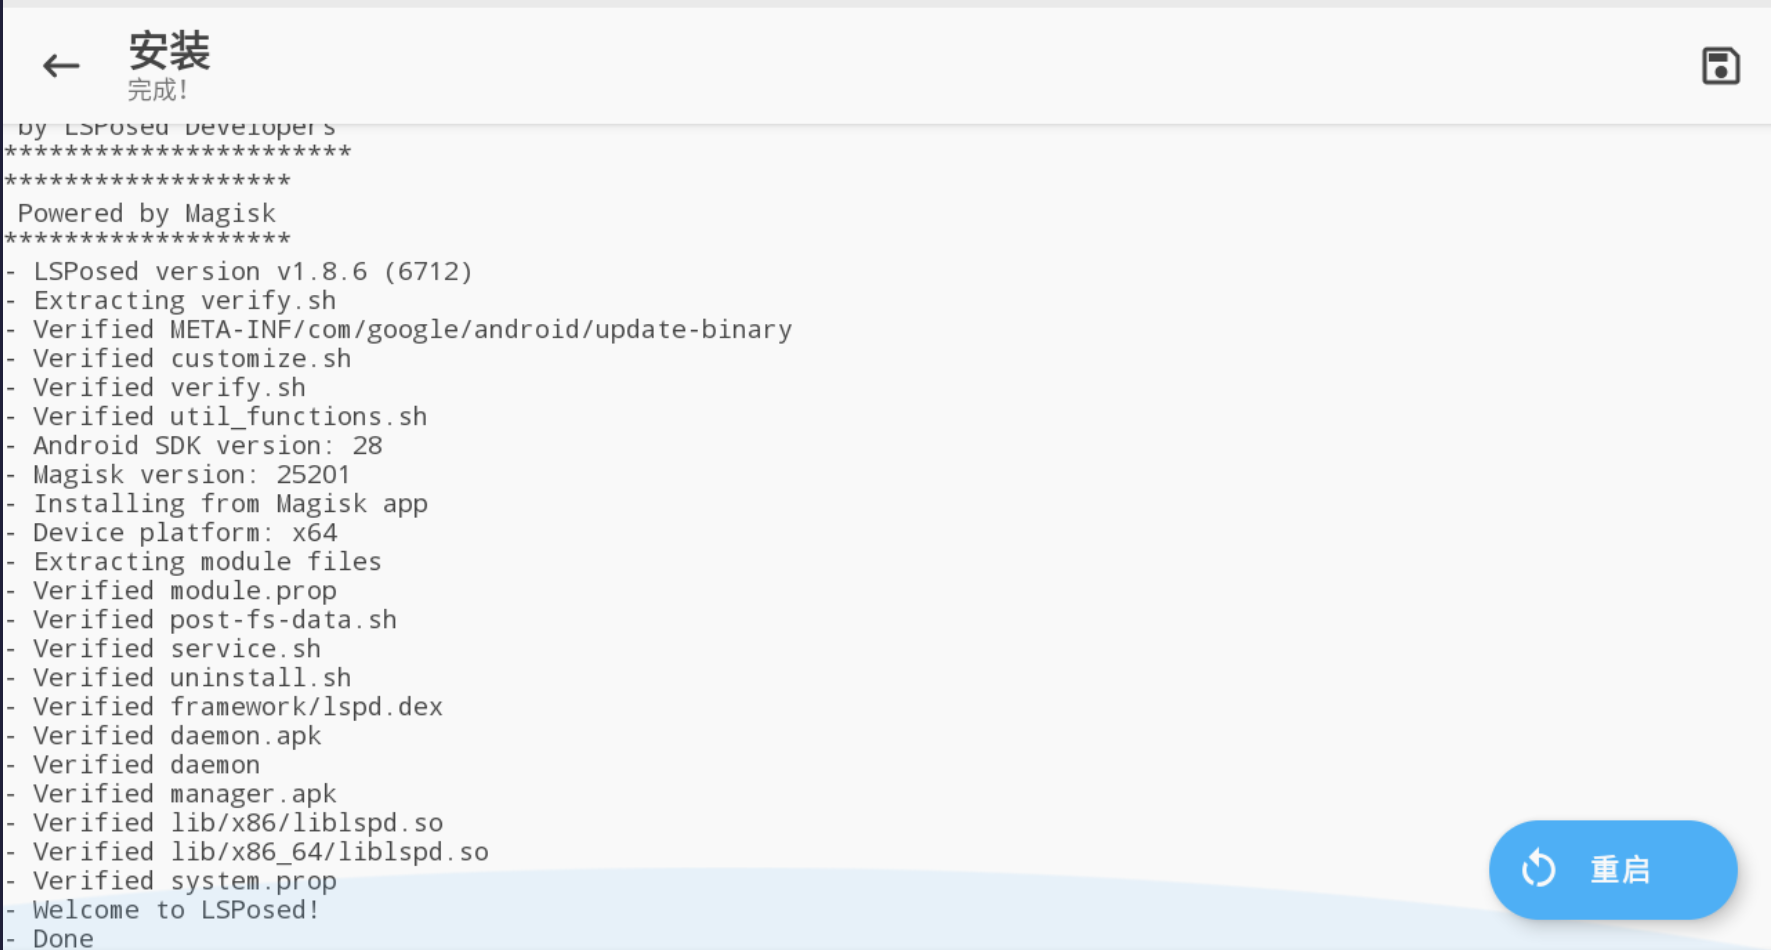 安装
完成!
by LSPosed Developers
***********************
*******************
Powered by Magisk
*******************
- LSPosed version v1.8.6 (6712)
- Extracting verify.sh
- Verified META-INF/com/google/android/update-binary
- Verified customize.sh
- Verified verify.sh
- Verified util_functions.sh
- Android SDK version: 28
- Magisk version: 25201
- Installing from Magisk app
- Device platform: x64
- Extracting module files
- Verified module.prop
- Verified post-fs-data.sh
- Verified service.sh
- Verified uninstall.sh
- Verified framework/lspd.dex
- Verified daemon.apk
- Verified daemon
- Verified manager.apk
- Verified lib/x86/liblspd.so
- Verified lib/x86_64/liblspd.so
- Verified system.prop
- Welcome to LSPosed!
- Done
重启